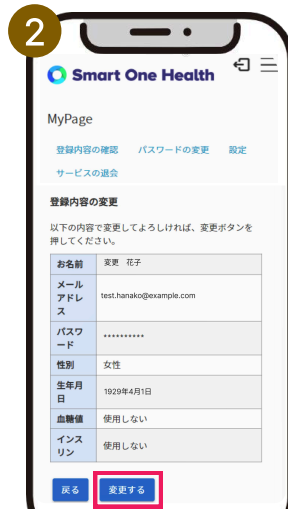 2
Smart One Health
MyPage
登録内容の確認 パスワードの変更 設定
サービスの退会
登録内容の変更
以下の内容で変更してよろしければ、変更ボタンを
押してください。
お名前 変更 花子
メール
アドレ
ス
test.hanako@example.com
パスワ
ード
**********
性別 女性
生年月
日
1929年4月1日
血糖値 使用しない
インス
リン
使用しない
戻る 変更する